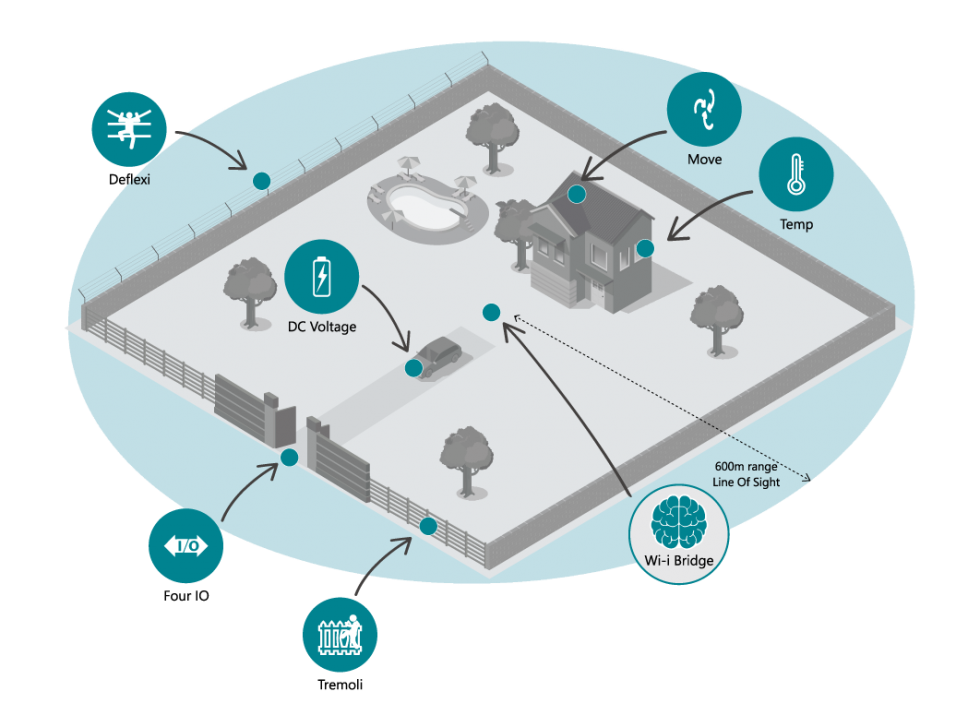 Deflexi
Move
Temp
DC Voltage
600m range
Line Of Sight
I/O
Four IO
Wi-i Bridge
Tremoli